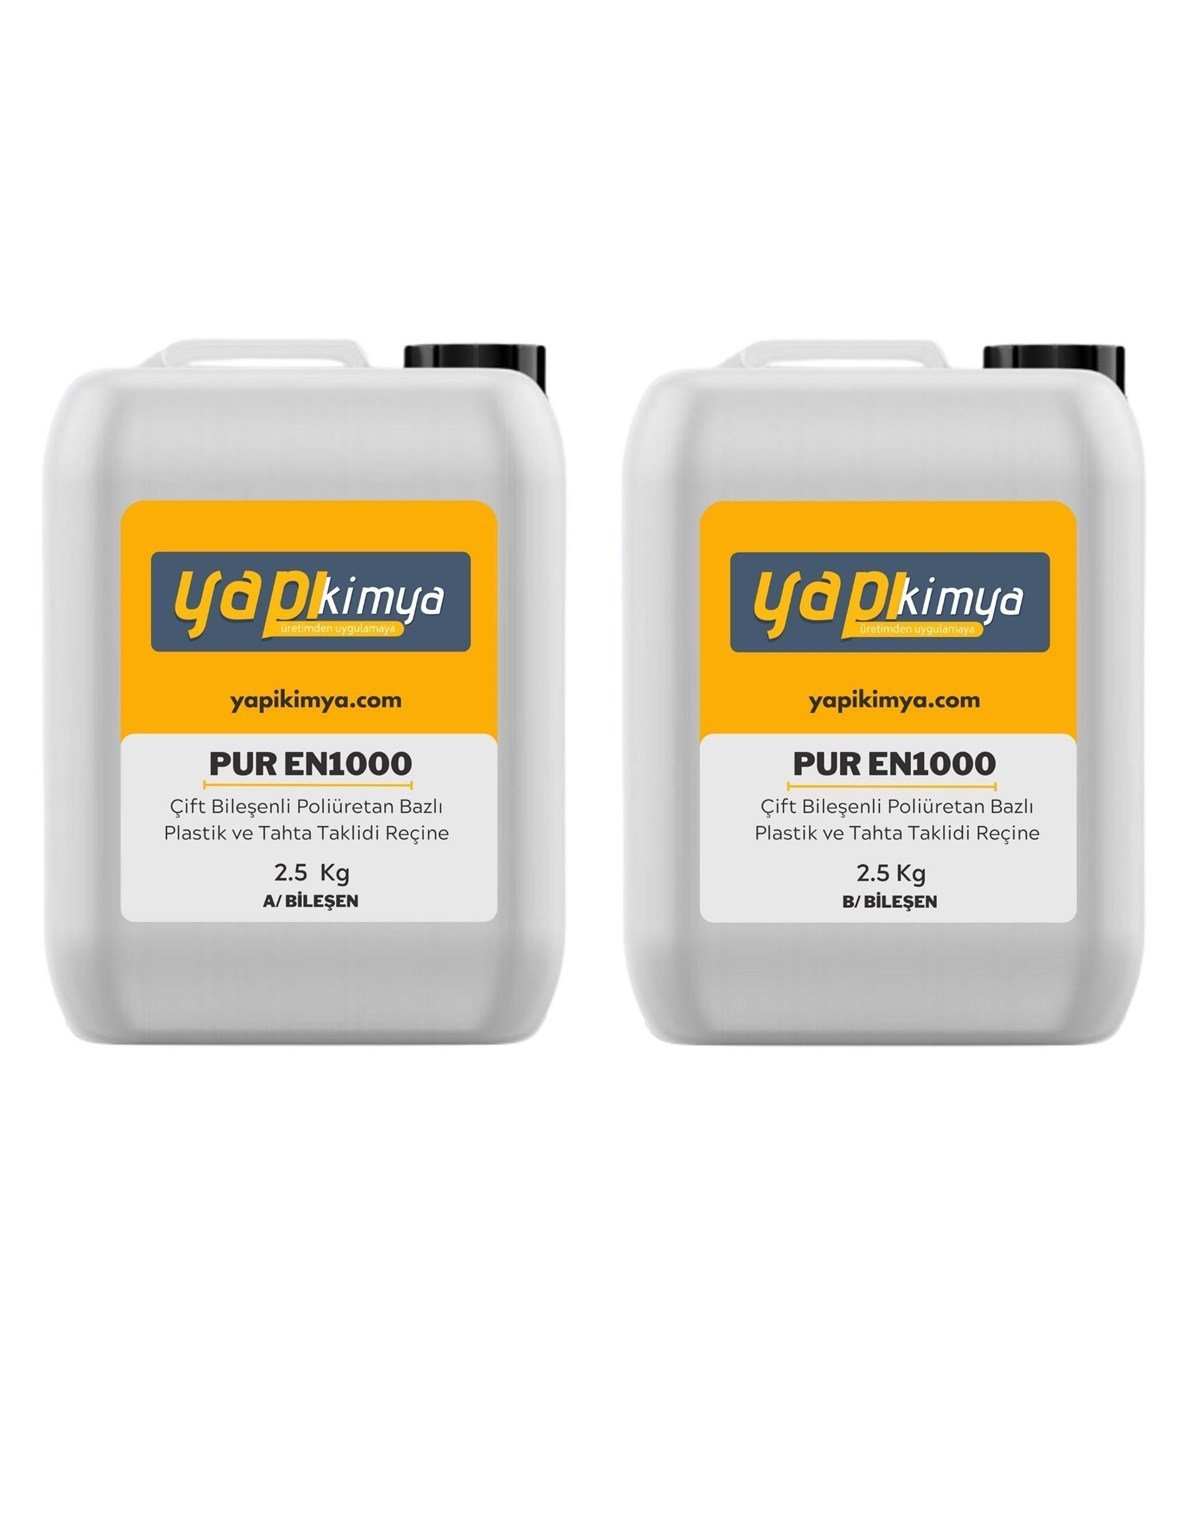 yapıkimya
üretimden uygulamaya
yapikimya.com
PUR EN1000
Çift Bileşenli Poliüretan Bazlı
Plastik ve Tahta Taklidi Reçine
2.5 Kg
A/ BİLEŞEN
yapıkimya
üretimden uygulamaya
yapikimya.com
PUR EN1000
Çift Bileşenli Poliüretan Bazlı
Plastik ve Tahta Taklidi Reçine
2.5 Kg
B/ BİLEŞEN